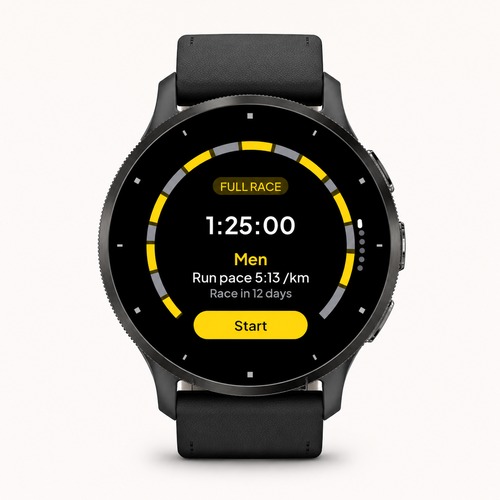 FULL RACE
1:25:00
Men
Run pace 5:13 /km
Race in 12 days
Start